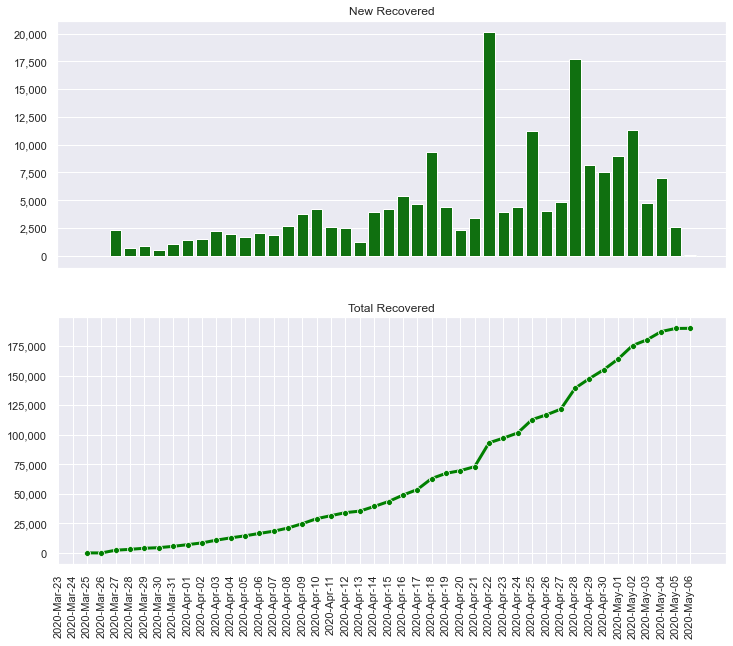 New Recovered
20,000
17,500
15,000
12,500
10,000
7,500
5,000
2,500
0
Total Recovered
175,000
150,000
125,000
100,000
75,000
50,000
25,000
0
2020-Mar-23
2020-Mar-24
2020-Mar-25
2020-Mar-26
2020-Mar-27
2020-Mar-28
2020-Mar-29
2020-Mar-30
2020-Mar-31
2020-Apr-01
2020-Apr-02
2020-Apr-03
2020-Apr-04
2020-Apr-05
2020-Apr-06
2020-Apr-07
2020-Apr-08
2020-Apr-09
2020-Apr-10
2020-Apr-11
2020-Apr-12
2020-Apr-13
2020-Apr-14
2020-Apr-15
2020-Apr-16
2020-Apr-17
2020-Apr-18
2020-Apr-19
2020-Apr-20
2020-Apr-21
2020-Apr-22
2020-Apr-23
2020-Apr-24
2020-Apr-25
2020-Apr-26
2020-Apr-27
2020-Apr-28
2020-Apr-29
2020-Apr-30
2020-May-01
2020-May-02
2020-May-03
2020-May-04
2020-May-05
2020-May-06